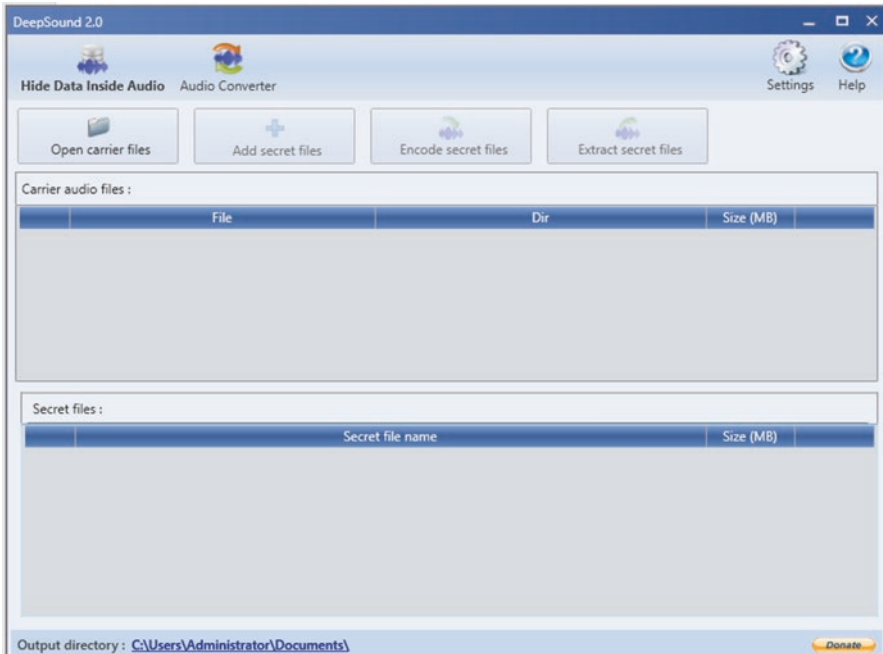 DeepSound 2.0
Hide Data Inside Audio Audio Converter Settings Help
Open carrier files Add secret files Encode secret files Extract secret files
Carrier audio files :
File Dir Size (MB)
Secret files :
Secret file name Size (MB)
Output directory : C:\Users\Administrator\Documents\ Donate